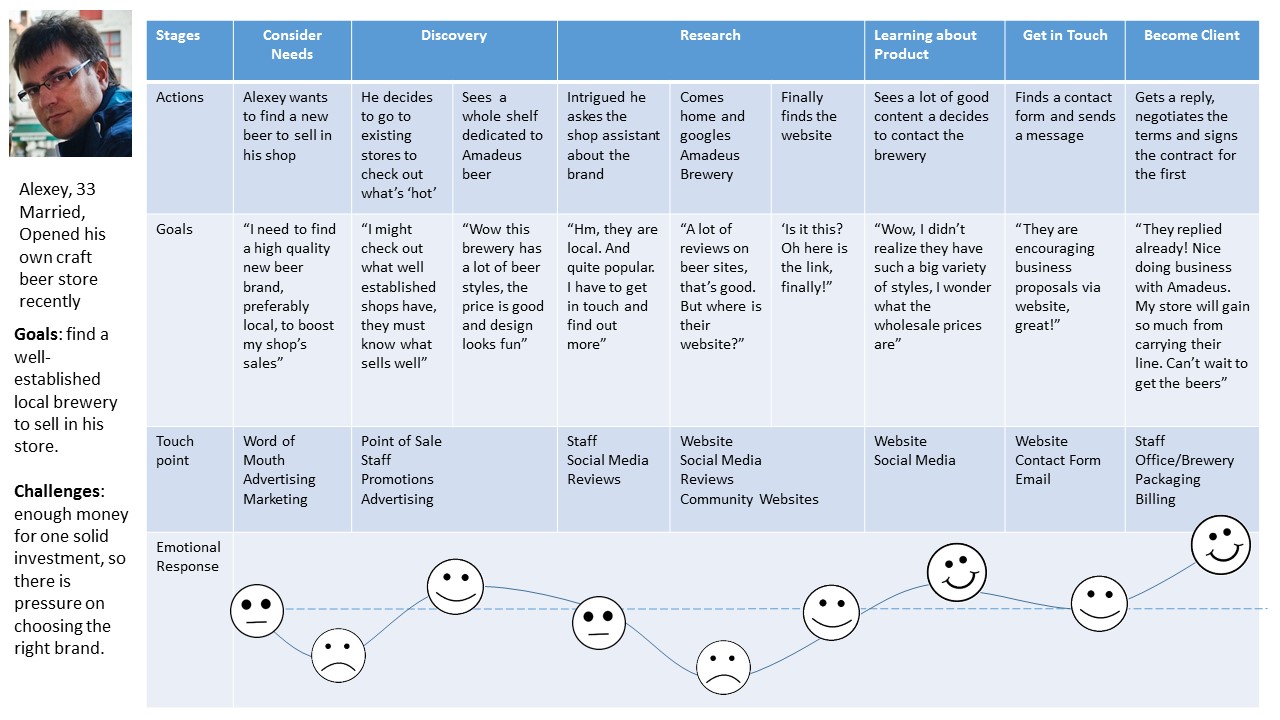 Alexey, 33
Married,
Opened his
own craft
beer store
recently
Goals: find a
well-
established
local brewery
to sell in his
store.
Challenges:
enough money
for one solid
investment, so
there is
pressure on
choosing the
right brand.
Stages
Consider
Needs
Discovery
Research
Learning about
Product
Get in Touch
Become Client
Actions
Alexey wants
to find a new
beer to sell in
his shop
He decides
to go to
existing
stores to
check out
what's ‘hot’
Sees a
whole shelf
dedicated to
Amadeus
beer
Intrigued he
askes the
shop assistant
about the
brand
Comes
home and
googles
Amadeus
Brewery
Finally
finds the
website
Sees a lot of good
content a decides
to contact the
brewery
Finds a contact
form and sends
a message
Gets a reply,
negotiates the
terms and signs
the contract for
the first
Goals
“I need to find
a high quality
new beer
brand,
preferably
local, to boost
my shop’s
sales”
“I might
check out
what well
established
shops have,
they must
know what
sells well”
“Wow this
brewery has
a lot of beer
styles, the
price is good
and design
looks fun”
“Hm, they are
local. And
quite popular.
I have to get
in touch and
find out
more”
“A lot of
reviews on
beer sites,
that’s good.
But where is
their
website?”
‘Is it this?
Oh here is
the link,
finally!”
“Wow, I didn’t
realize they have
such a big variety
of styles, I wonder
what the
wholesale prices
are”
“They are
encouraging
business
proposals via
website,
great!”
“They replied
already! Nice
doing business
with Amadeus.
My store will gain
so much from
carrying their
line. Can’t wait to
get the beers”
Touch
point
Word of
Mouth
Advertising
Marketing
Point of Sale
Staff
Promotions
Advertising
Staff
Social Media
Reviews
Website
Social Media
Reviews
Community Websites
Website
Social Media
Website
Contact Form
Email
Staff
Office/Brewery
Packaging
Billing
Emotional
Response